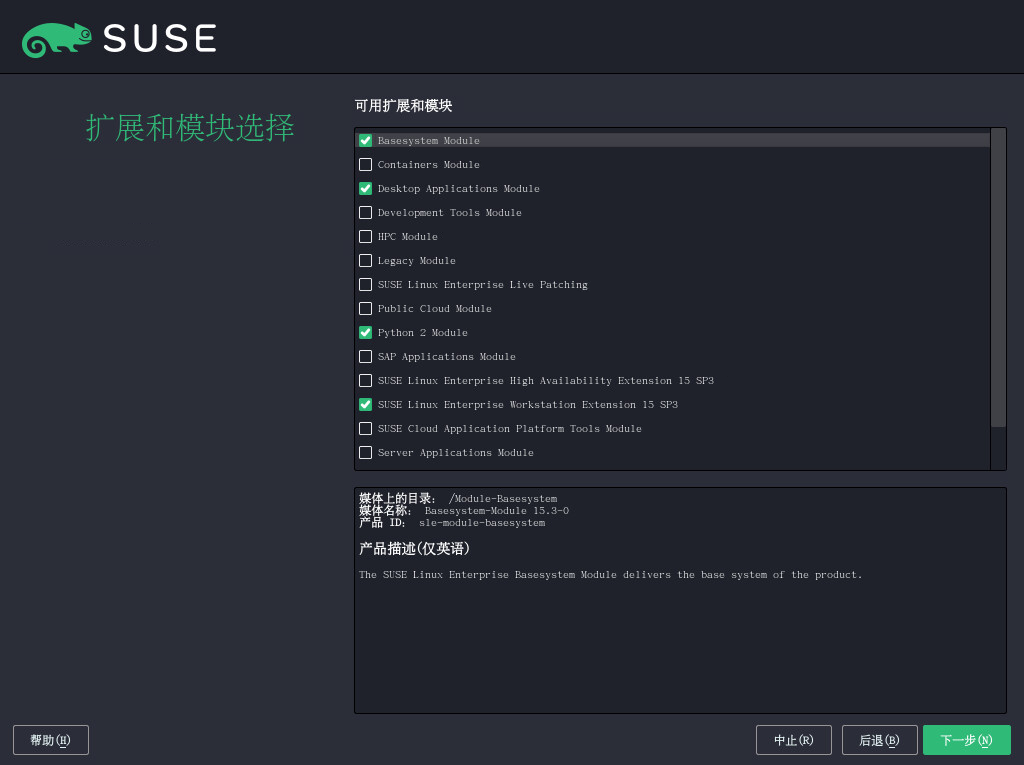 SUSE
扩展和模块选择
可用扩展和模块
Basesystem Module
Containers Module
Desktop Applications Module
Development Tools Module
HPC Module
Legacy Module
SUSE Linux Enterprise Live Patching
Public Cloud Module
Python 2 Module
SAP Applications Module
SUSE Linux Enterprise High Availability Extension 15 SP3
SUSE Linux Enterprise Workstation Extension 15 SP3
SUSE Cloud Application Platform Tools Module
Server Applications Module
媒体上的目录： /Module-Basesystem
媒体名称： Basesystem-Module 15.3-0
产品 ID： sle-module-basesystem
产品描述(仅英语)
The SUSE Linux Enterprise Basesystem Module delivers the base system of the product.
帮助(H)
中止(R)
后退(B)
下一步(N)